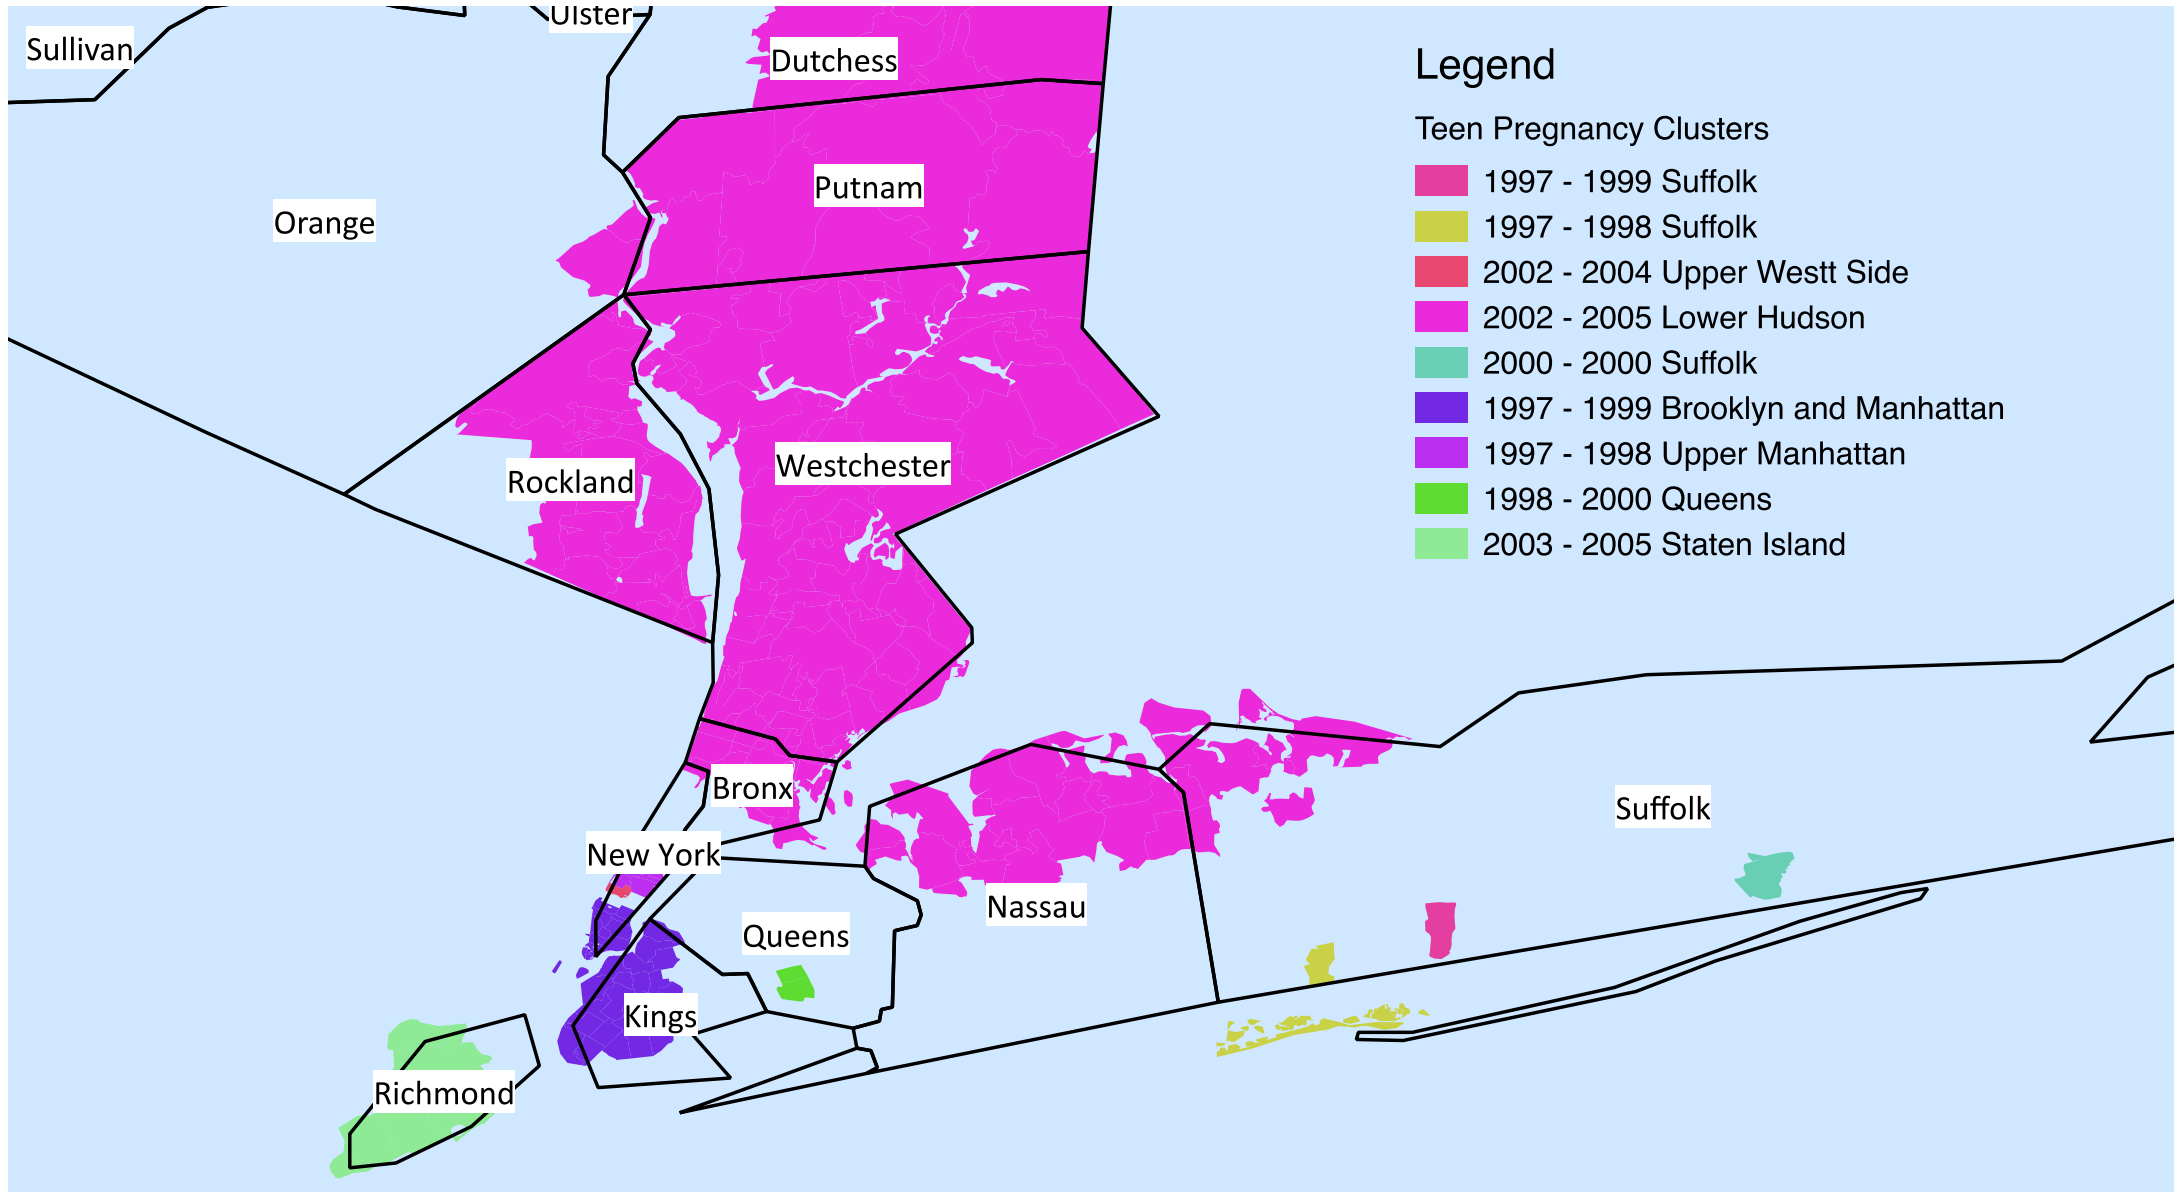 Ulster
Sullivan
Dutchess
Putnam
Orange
Westchester
Rockland
Bronx
New York
Suffolk
Nassau
Queens
Kings
Richmond
Legend
Teen Pregnancy Clusters
1997 - 1999 Suffolk
1997 - 1998 Suffolk
2002 - 2004 Upper Westt Side
2002 - 2005 Lower Hudson
2000 - 2000 Suffolk
1997 - 1999 Brooklyn and Manhattan
1997 - 1998 Upper Manhattan
1998 - 2000 Queens
2003 - 2005 Staten Island